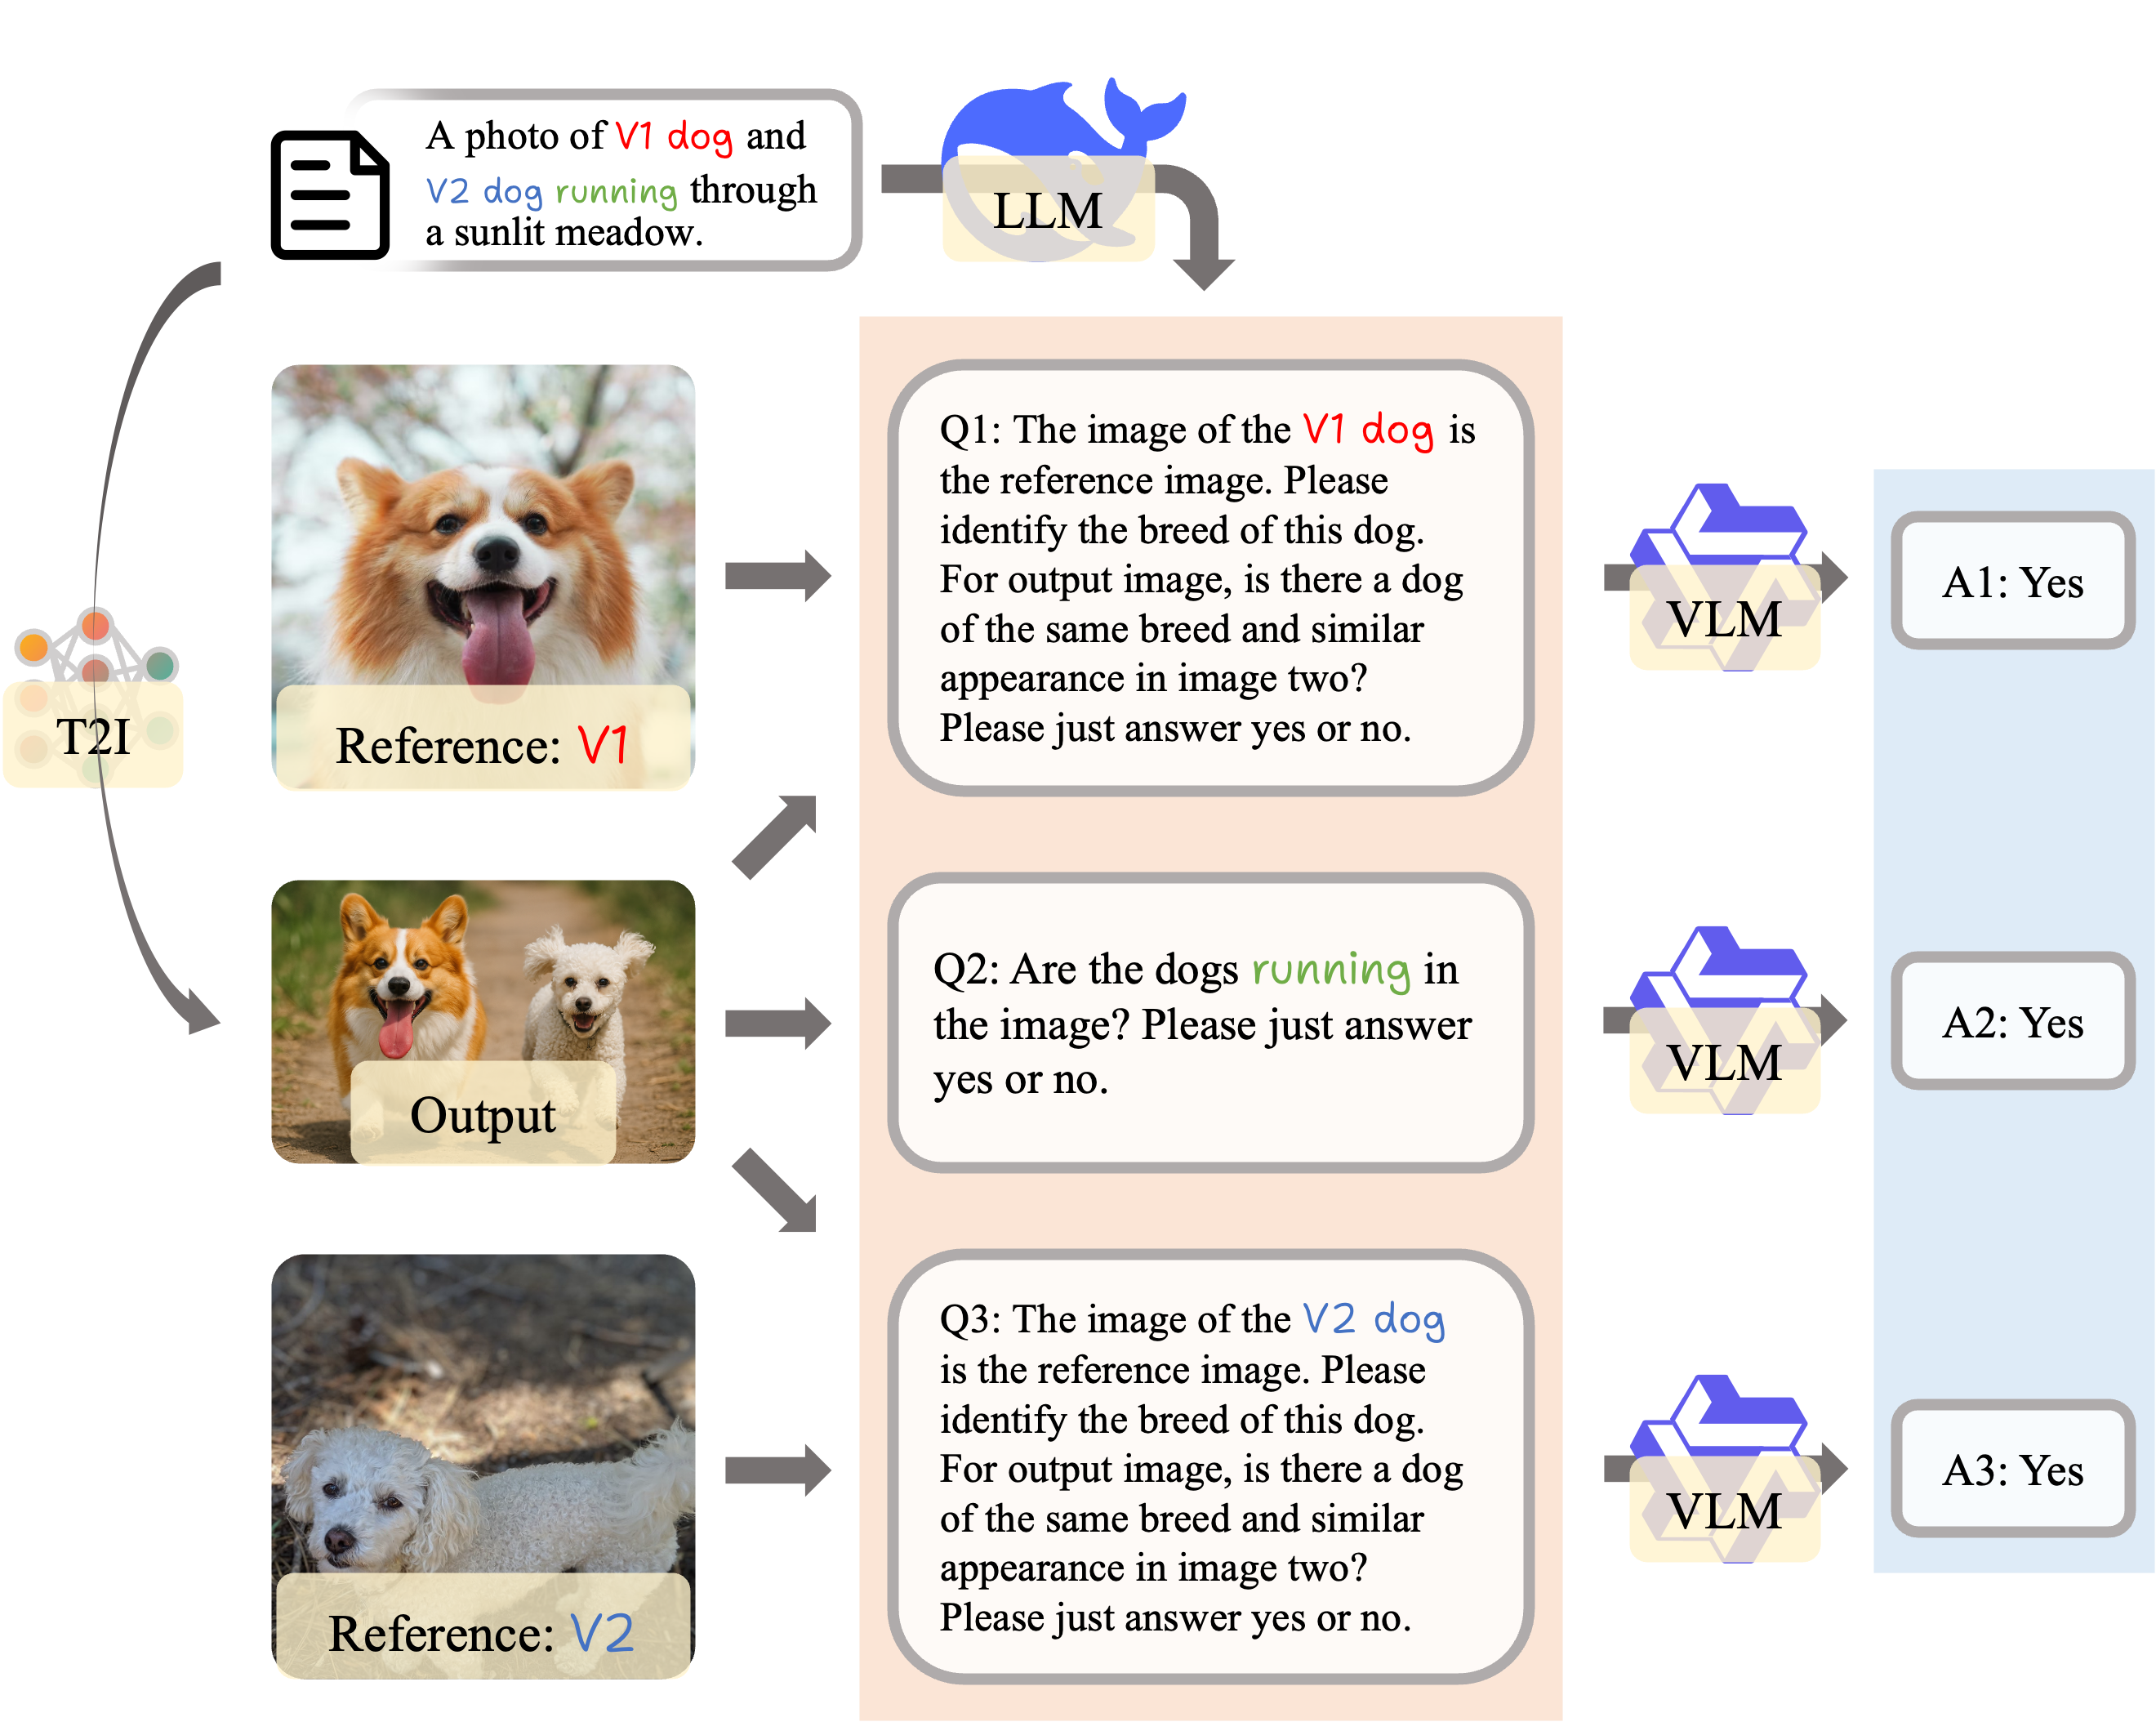 A photo of V1 dog and
V2 dog running through
a sunlit meadow.
LLM
T2I
Reference: V1
Q1: The image of the V1 dog is
the reference image. Please
identify the breed of this dog.
For output image, is there a dog
of the same breed and similar
appearance in image two?
Please just answer yes or no.
VLM
A1: Yes
Output
Q2: Are the dogs running in
the image? Please just answer
yes or no.
VLM
A2: Yes
Reference: V2
Q3: The image of the V2 dog
is the reference image. Please
identify the breed of this dog.
For output image, is there a dog
of the same breed and similar
appearance in image two?
Please just answer yes or no.
VLM
A3: Yes